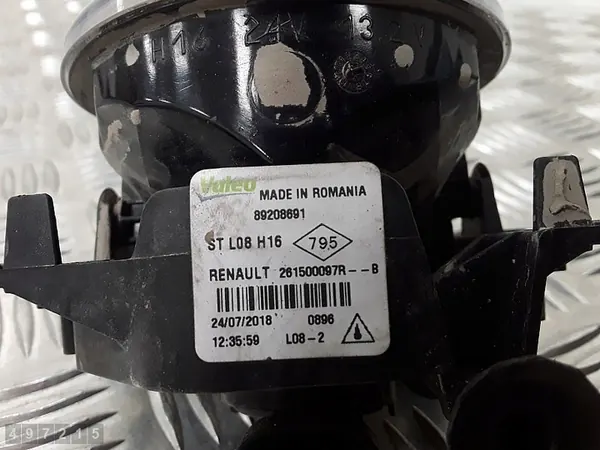 H16 24V 13.2V
Valeo
MADE IN ROMANIA
89208691
ST L08 H16
795
RENAULT 261500097R--B
24/07/2018 0896
12:35:59 L08-2
497215